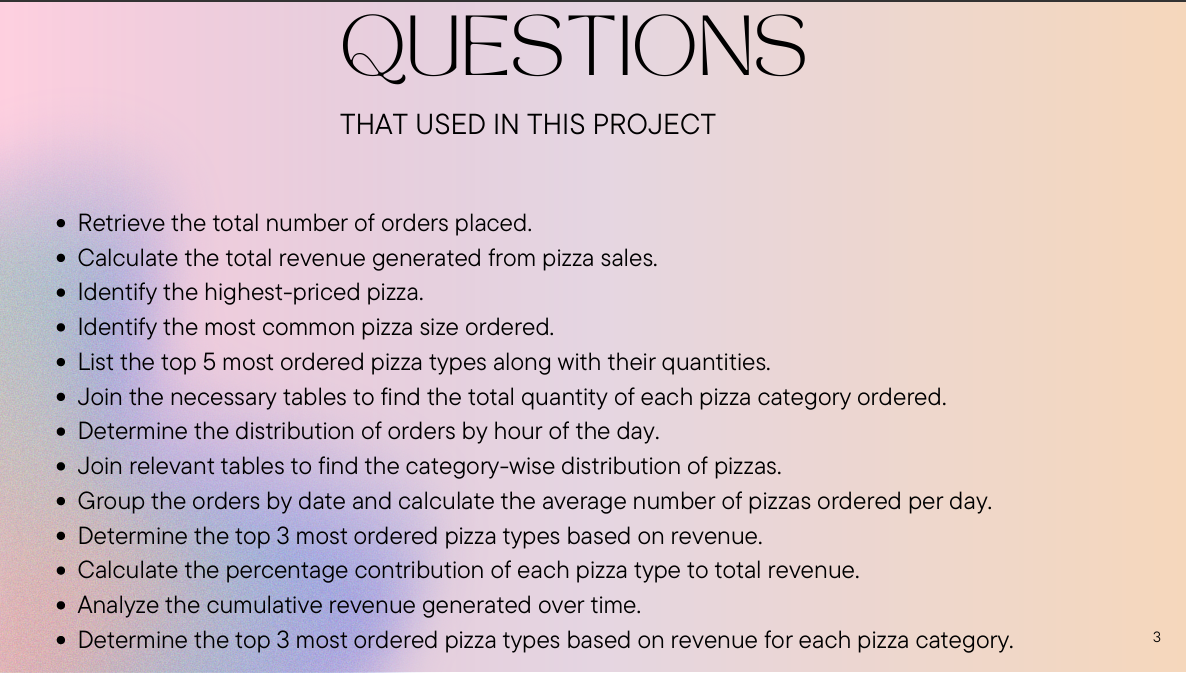 QUESTIONS
THAT USED IN THIS PROJECT
• Retrieve the total number of orders placed.
• Calculate the total revenue generated from pizza sales.
• Identify the highest-priced pizza.
• Identify the most common pizza size ordered.
• List the top 5 most ordered pizza types along with their quantities.
• Join the necessary tables to find the total quantity of each pizza category ordered.
• Determine the distribution of orders by hour of the day.
• Join relevant tables to find the category-wise distribution of pizzas.
• Group the orders by date and calculate the average number of pizzas ordered per day.
• Determine the top 3 most ordered pizza types based on revenue.
• Calculate the percentage contribution of each pizza type to total revenue.
• Analyze the cumulative revenue generated over time.
• Determine the top 3 most ordered pizza types based on revenue for each pizza category.
3